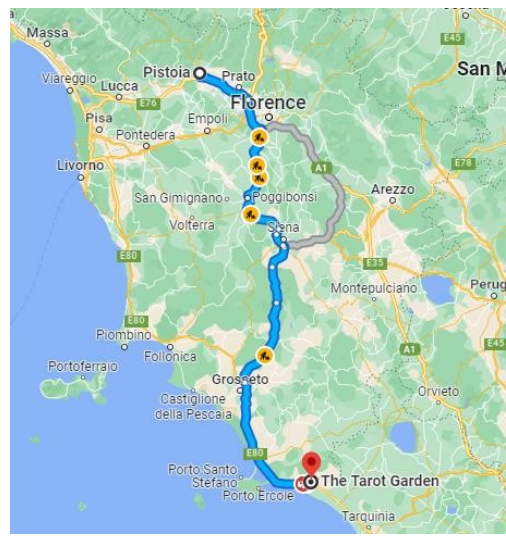 Massa
E45
San M
Pistoia
Prato
Viareggio
Lucca
E76
Florence
Pisa
Empoli
Pontedera
Livorno
A1
E78
San Gimignano
Poggibonsi
Arezzo
Volterra
Siena
E80
E35
Montepulciano
Perug
E80
Piombino
Follonica
A1
Portoferraio
Grosseto
Castiglione
della Pescaia
Orvieto
E45
E80
Porto Santo
Stefano
The Tarot Garden
Porto Ercole
Tarquinia